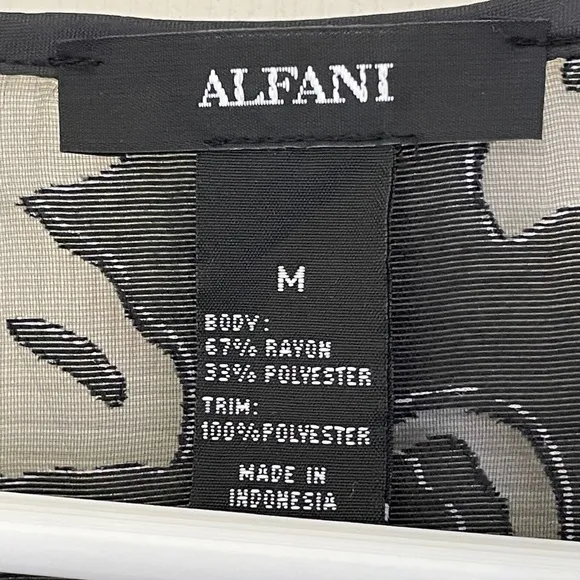 ALFANI
M
BODY:
67% RAYON
33% POLYESTER
TRIM:
100%POLYESTER
MADE IN
INDONESIA